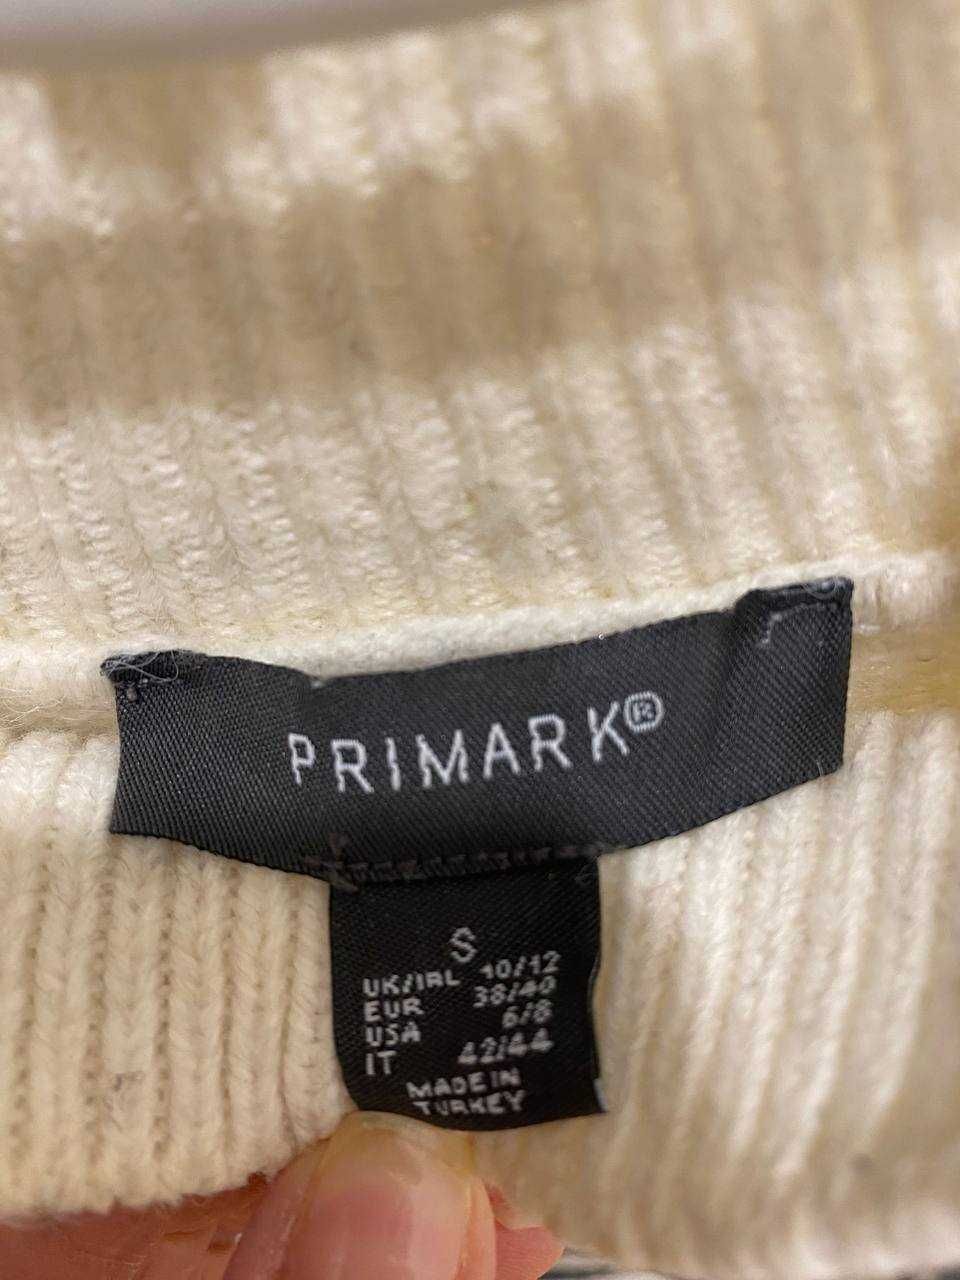 PRIMARK®
S
UK/IRL 10/12
EUR 38/40
USA 6/8
IT 42/44
MADE IN
TURKEY